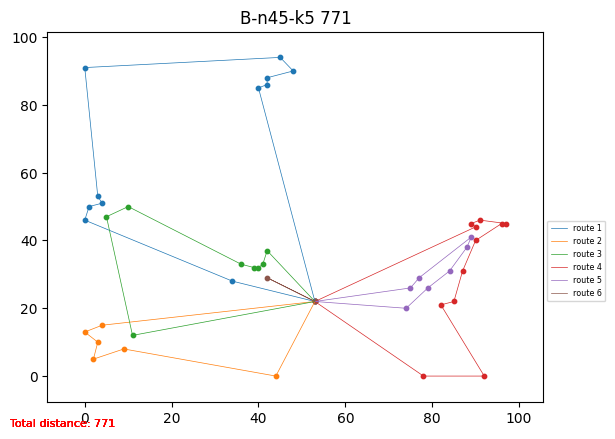 B-n45-k5 771
100
80
60
40
20
0
0 20 40 60 80 100
route 1
route 2
route 3
route 4
route 5
route 6
Total distance: 771